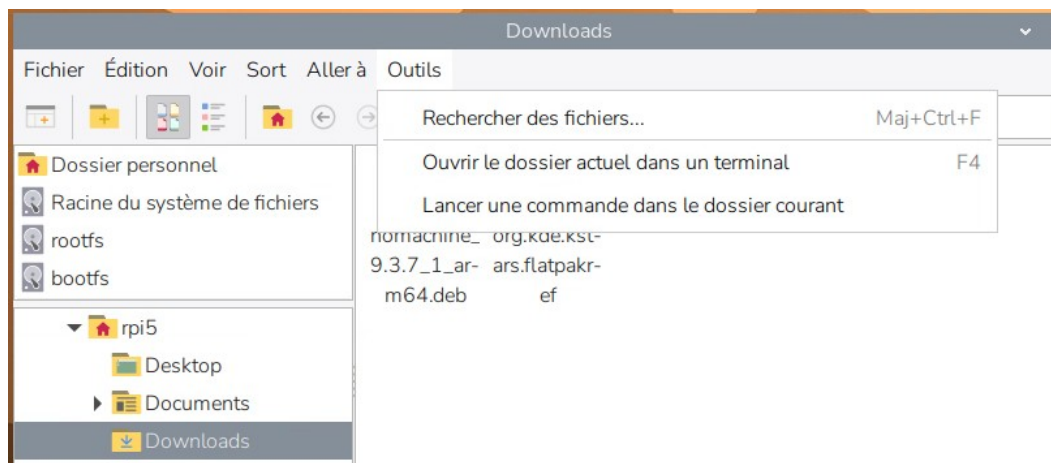 Downloads
Fichier Édition Voir Sort Aller à Outils
Rechercher des fichiers... Maj+Ctrl+F
Ouvrir le dossier actuel dans un terminal F4
Lancer une commande dans le dossier courant
Dossier personnel
Racine du système de fichiers
rootfs
bootfs
nomachine_
9.3.7_1_ar-
m64.deb
org.kde.kst-
ars.flatpakr-
ef
rpi5
Desktop
Documents
Downloads